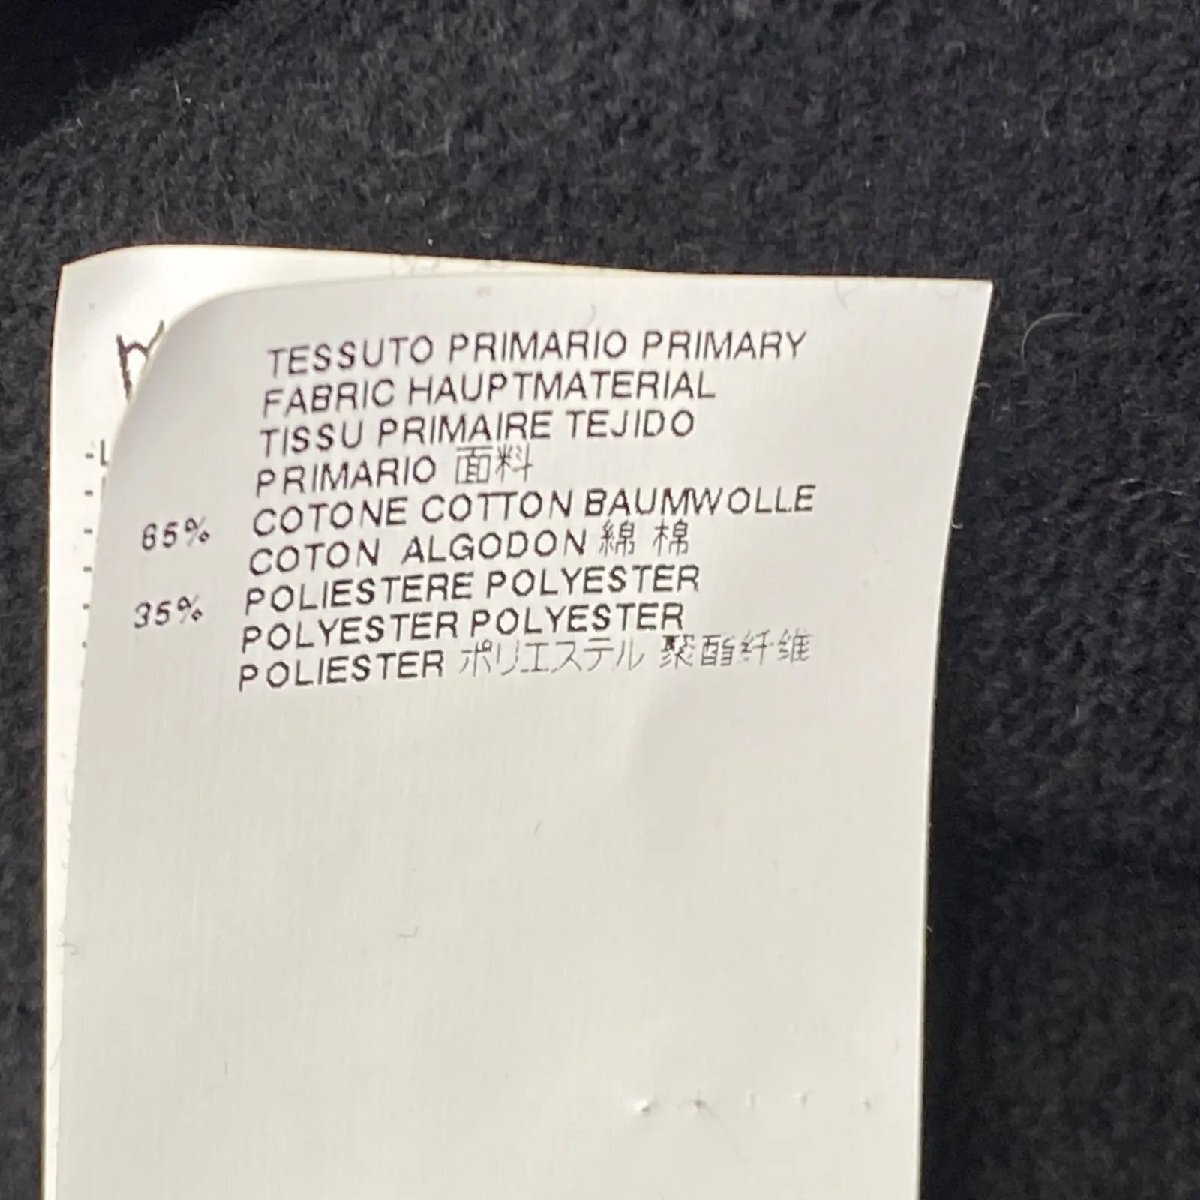 TESSUTO PRIMARIO PRIMARY
FABRIC HAUPTMATERIAL
TISSU PRIMAIRE TEJIDO
PRIMARIO 面料
65% COTONE COTTON BAUMWOLLE
COTON ALGODON 綿 棉
35% POLIESTERE POLYESTER
POLYESTER POLYESTER
POLIESTER ポリエステル 聚酯纤维